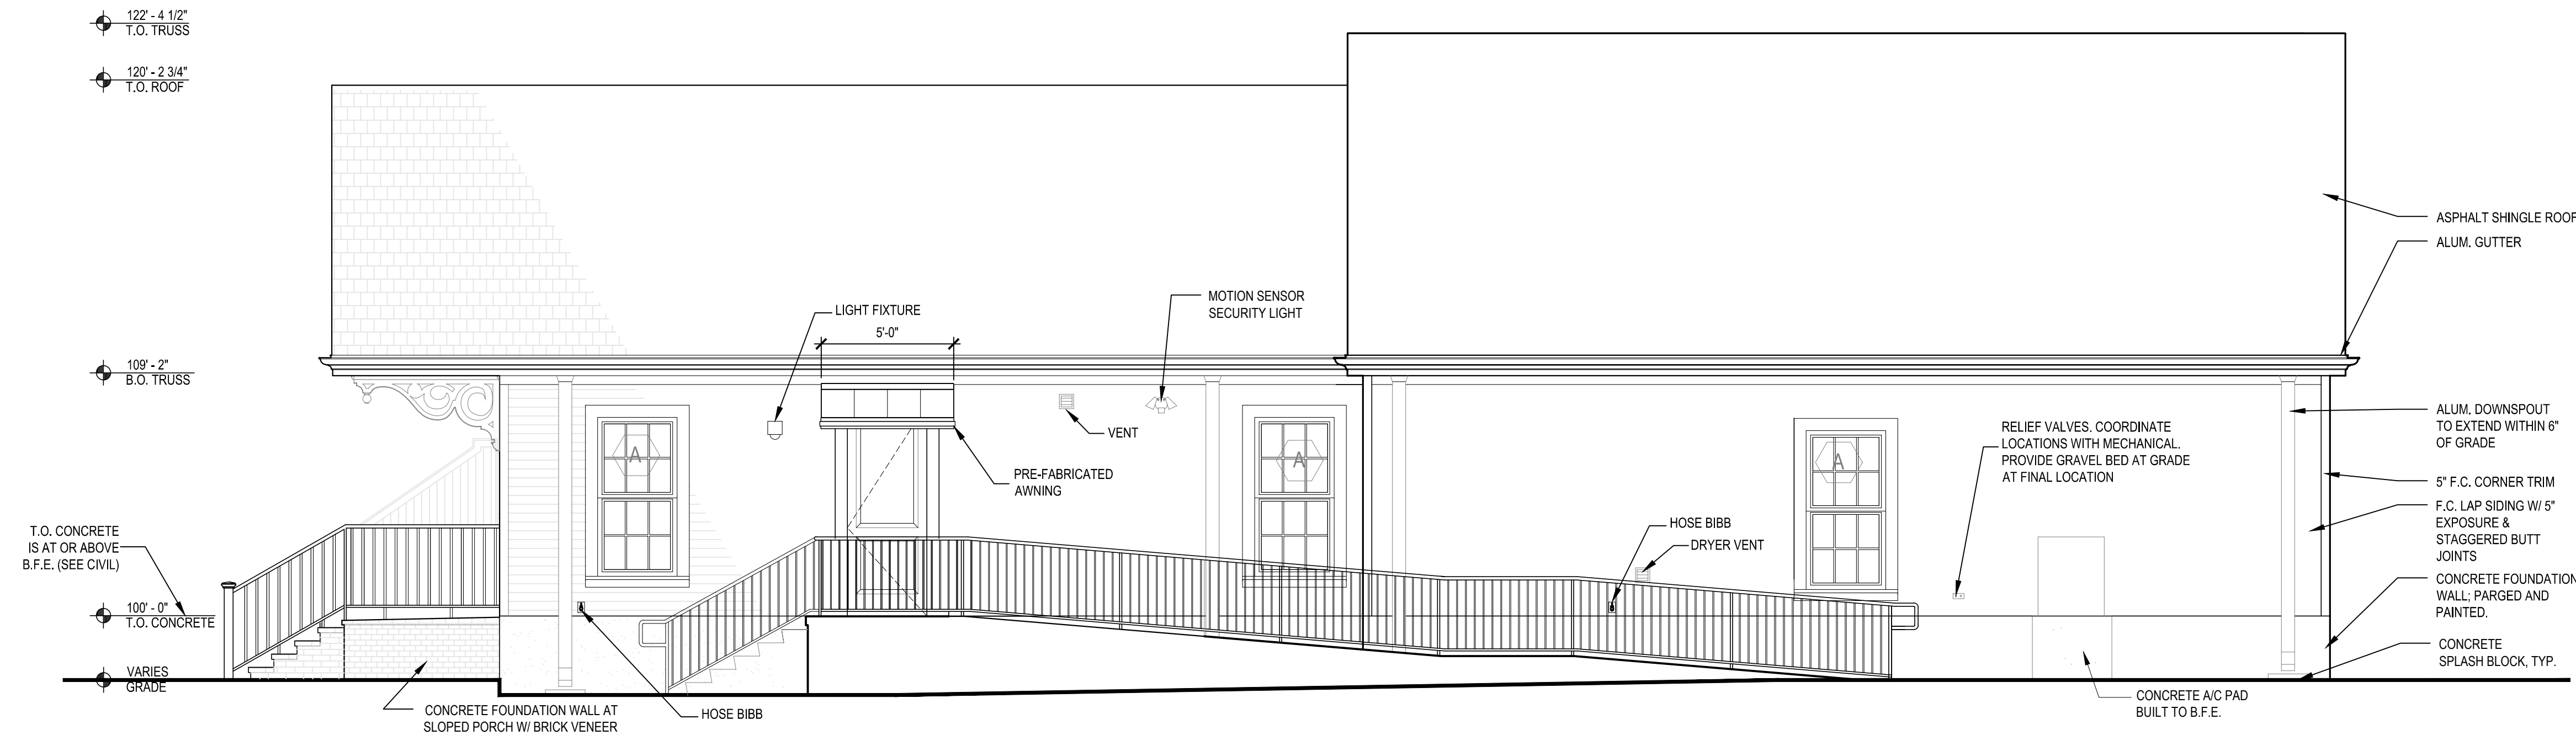 122' - 4 1/2"
T.O. TRUSS
120' - 2 3/4"
T.O. ROOF
109' - 2"
B.O. TRUSS
T.O. CONCRETE
IS AT OR ABOVE
B.F.E. (SEE CIVIL)
100' - 0"
T.O. CONCRETE
VARIES
GRADE
CONCRETE FOUNDATION WALL AT
SLOPED PORCH W/ BRICK VENEER
HOSE BIBB
LIGHT FIXTURE
5'-0"
MOTION SENSOR
SECURITY LIGHT
VENT
PRE-FABRICATED
AWNING
A
A
A
HOSE BIBB
DRYER VENT
RELIEF VALVES. COORDINATE
LOCATIONS WITH MECHANICAL.
PROVIDE GRAVEL BED AT GRADE
AT FINAL LOCATION
CONCRETE A/C PAD
BUILT TO B.F.E.
ASPHALT SHINGLE ROOF
ALUM. GUTTER
ALUM. DOWNSPOUT
TO EXTEND WITHIN 6"
OF GRADE
5" F.C. CORNER TRIM
F.C. LAP SIDING W/ 5"
EXPOSURE &
STAGGERED BUTT
JOINTS
CONCRETE FOUNDATION
WALL; PARGED AND
PAINTED.
CONCRETE
SPLASH BLOCK, TYP.